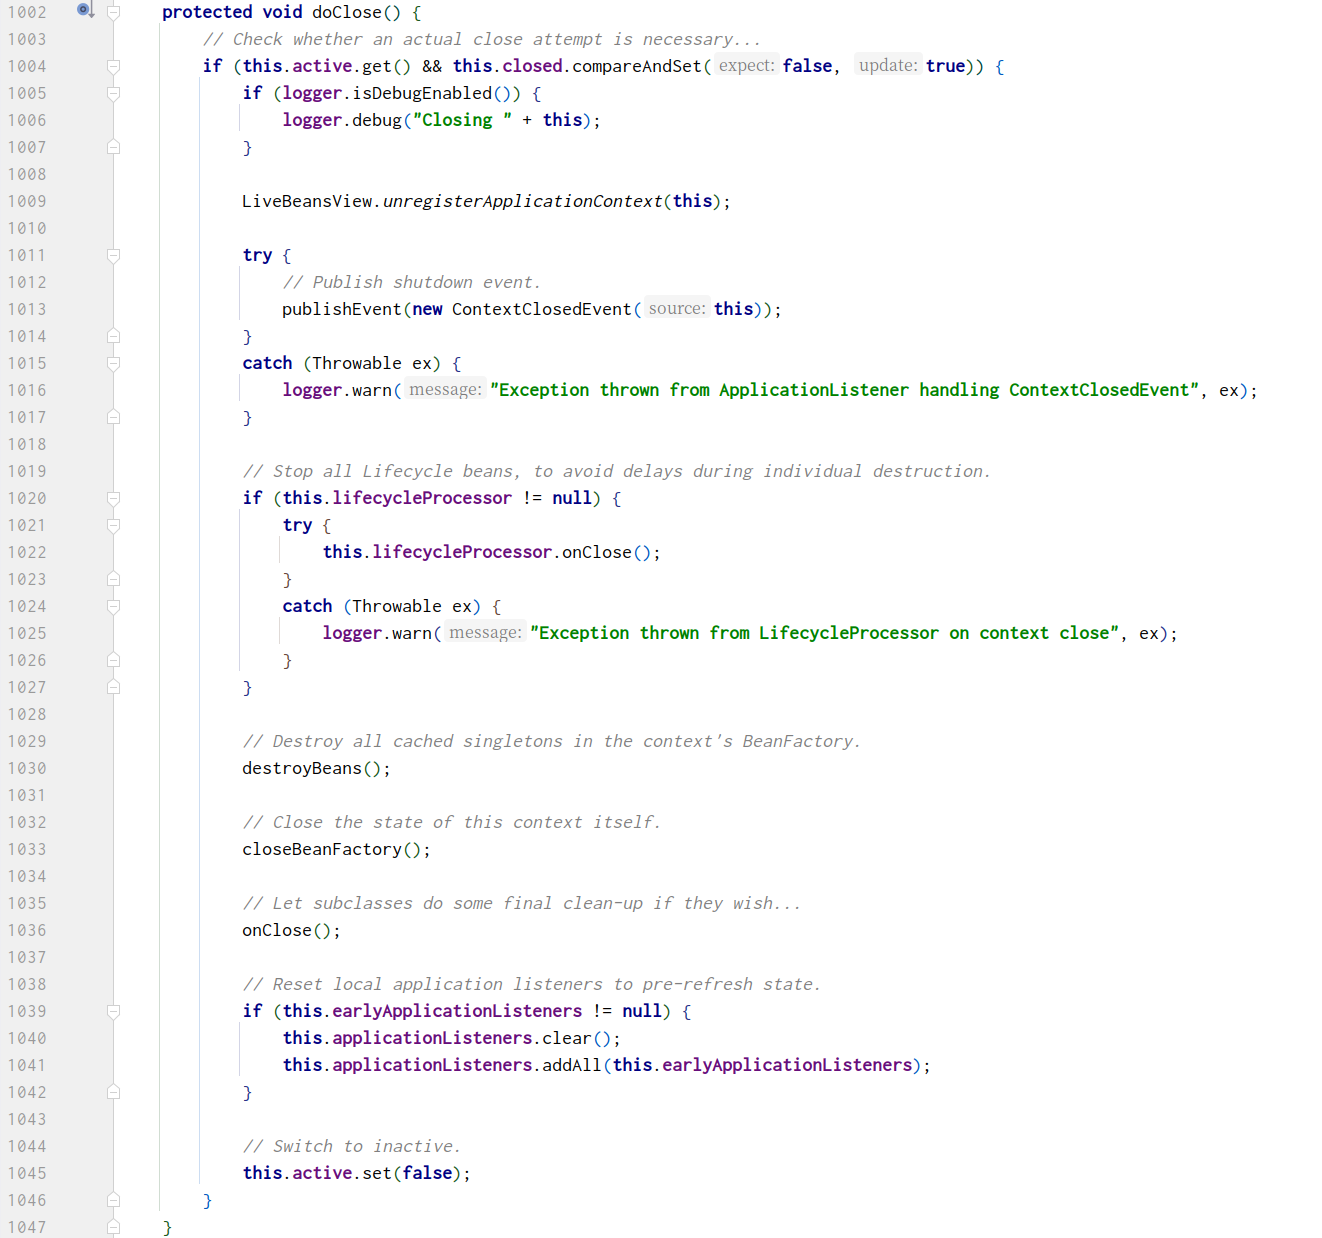 1002 protected void doClose() {
1003 // Check whether an actual close attempt is necessary...
1004 if (this.active.get() && this.closed.compareAndSet( expect: false, update: true)) {
1005 if (logger.isDebugEnabled()) {
1006 logger.debug("Closing " + this);
1007 }
1008
1009 LiveBeansView.unregisterApplicationContext(this);
1010
1011 try {
1012 // Publish shutdown event.
1013 publishEvent(new ContextClosedEvent( source: this));
1014 }
1015 catch (Throwable ex) {
1016 logger.warn( message: "Exception thrown from ApplicationListener handling ContextClosedEvent", ex);
1017 }
1018
1019 // Stop all Lifecycle beans, to avoid delays during individual destruction.
1020 if (this.lifecycleProcessor != null) {
1021 try {
1022 this.lifecycleProcessor.onClose();
1023 }
1024 catch (Throwable ex) {
1025 logger.warn( message: "Exception thrown from LifecycleProcessor on context close", ex);
1026 }
1027 }
1028
1029 // Destroy all cached singletons in the context's BeanFactory.
1030 destroyBeans();
1031
1032 // Close the state of this context itself.
1033 closeBeanFactory();
1034
1035 // Let subclasses do some final clean-up if they wish...
1036 onClose();
1037
1038 // Reset local application listeners to pre-refresh state.
1039 if (this.earlyApplicationListeners != null) {
1040 this.applicationListeners.clear();
1041 this.applicationListeners.addAll(this.earlyApplicationListeners);
1042 }
1043
1044 // Switch to inactive.
1045 this.active.set(false);
1046 }
1047 }